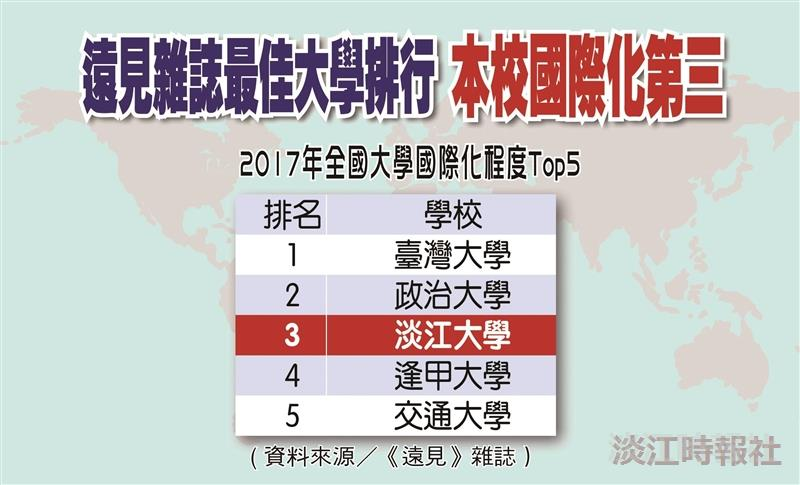 遠見雜誌最佳大學排行 本校國際化第三
2017年全國大學國際化程度Top5
排名 學校
1 臺灣大學
2 政治大學
3 淡江大學
4 逢甲大學
5 交通大學
(資料來源／《遠見》雜誌)
淡江時報社